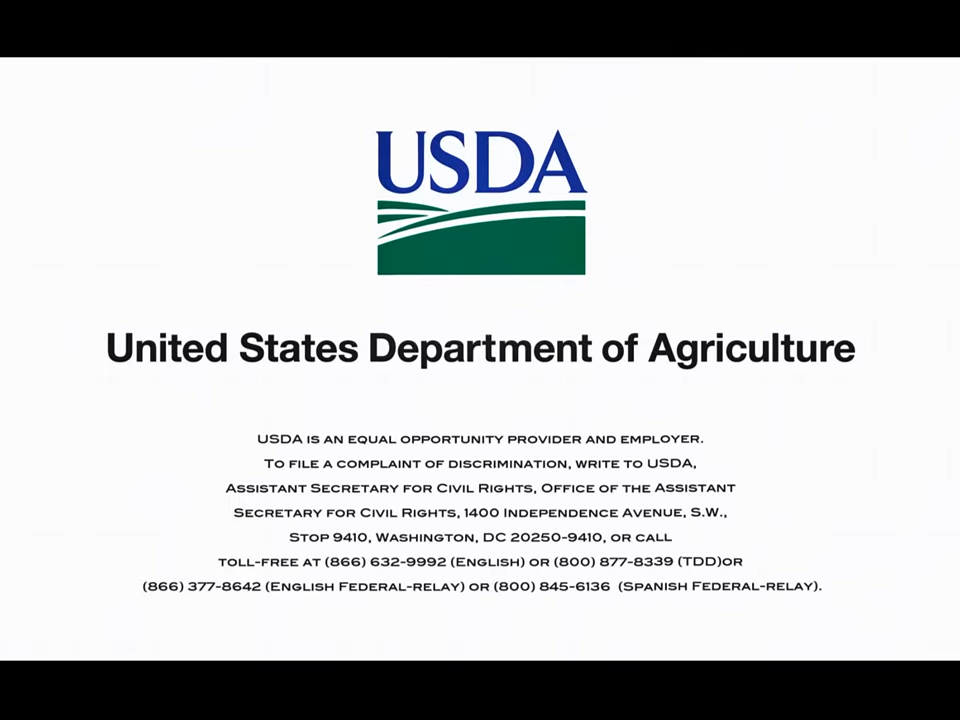 USDA
United States Department of Agriculture
USDA is an equal opportunity provider and employer.
To file a complaint of discrimination, write to USDA,
Assistant Secretary for Civil Rights, Office of the Assistant
Secretary for Civil Rights, 1400 Independence Avenue, S.W.,
Stop 9410, Washington, DC 20250-9410, or call
toll-free at (866) 632-9992 (English) or (800) 877-8339 (TDD)or
(866) 377-8642 (English Federal-relay) or (800) 845-6136 (Spanish Federal-relay).